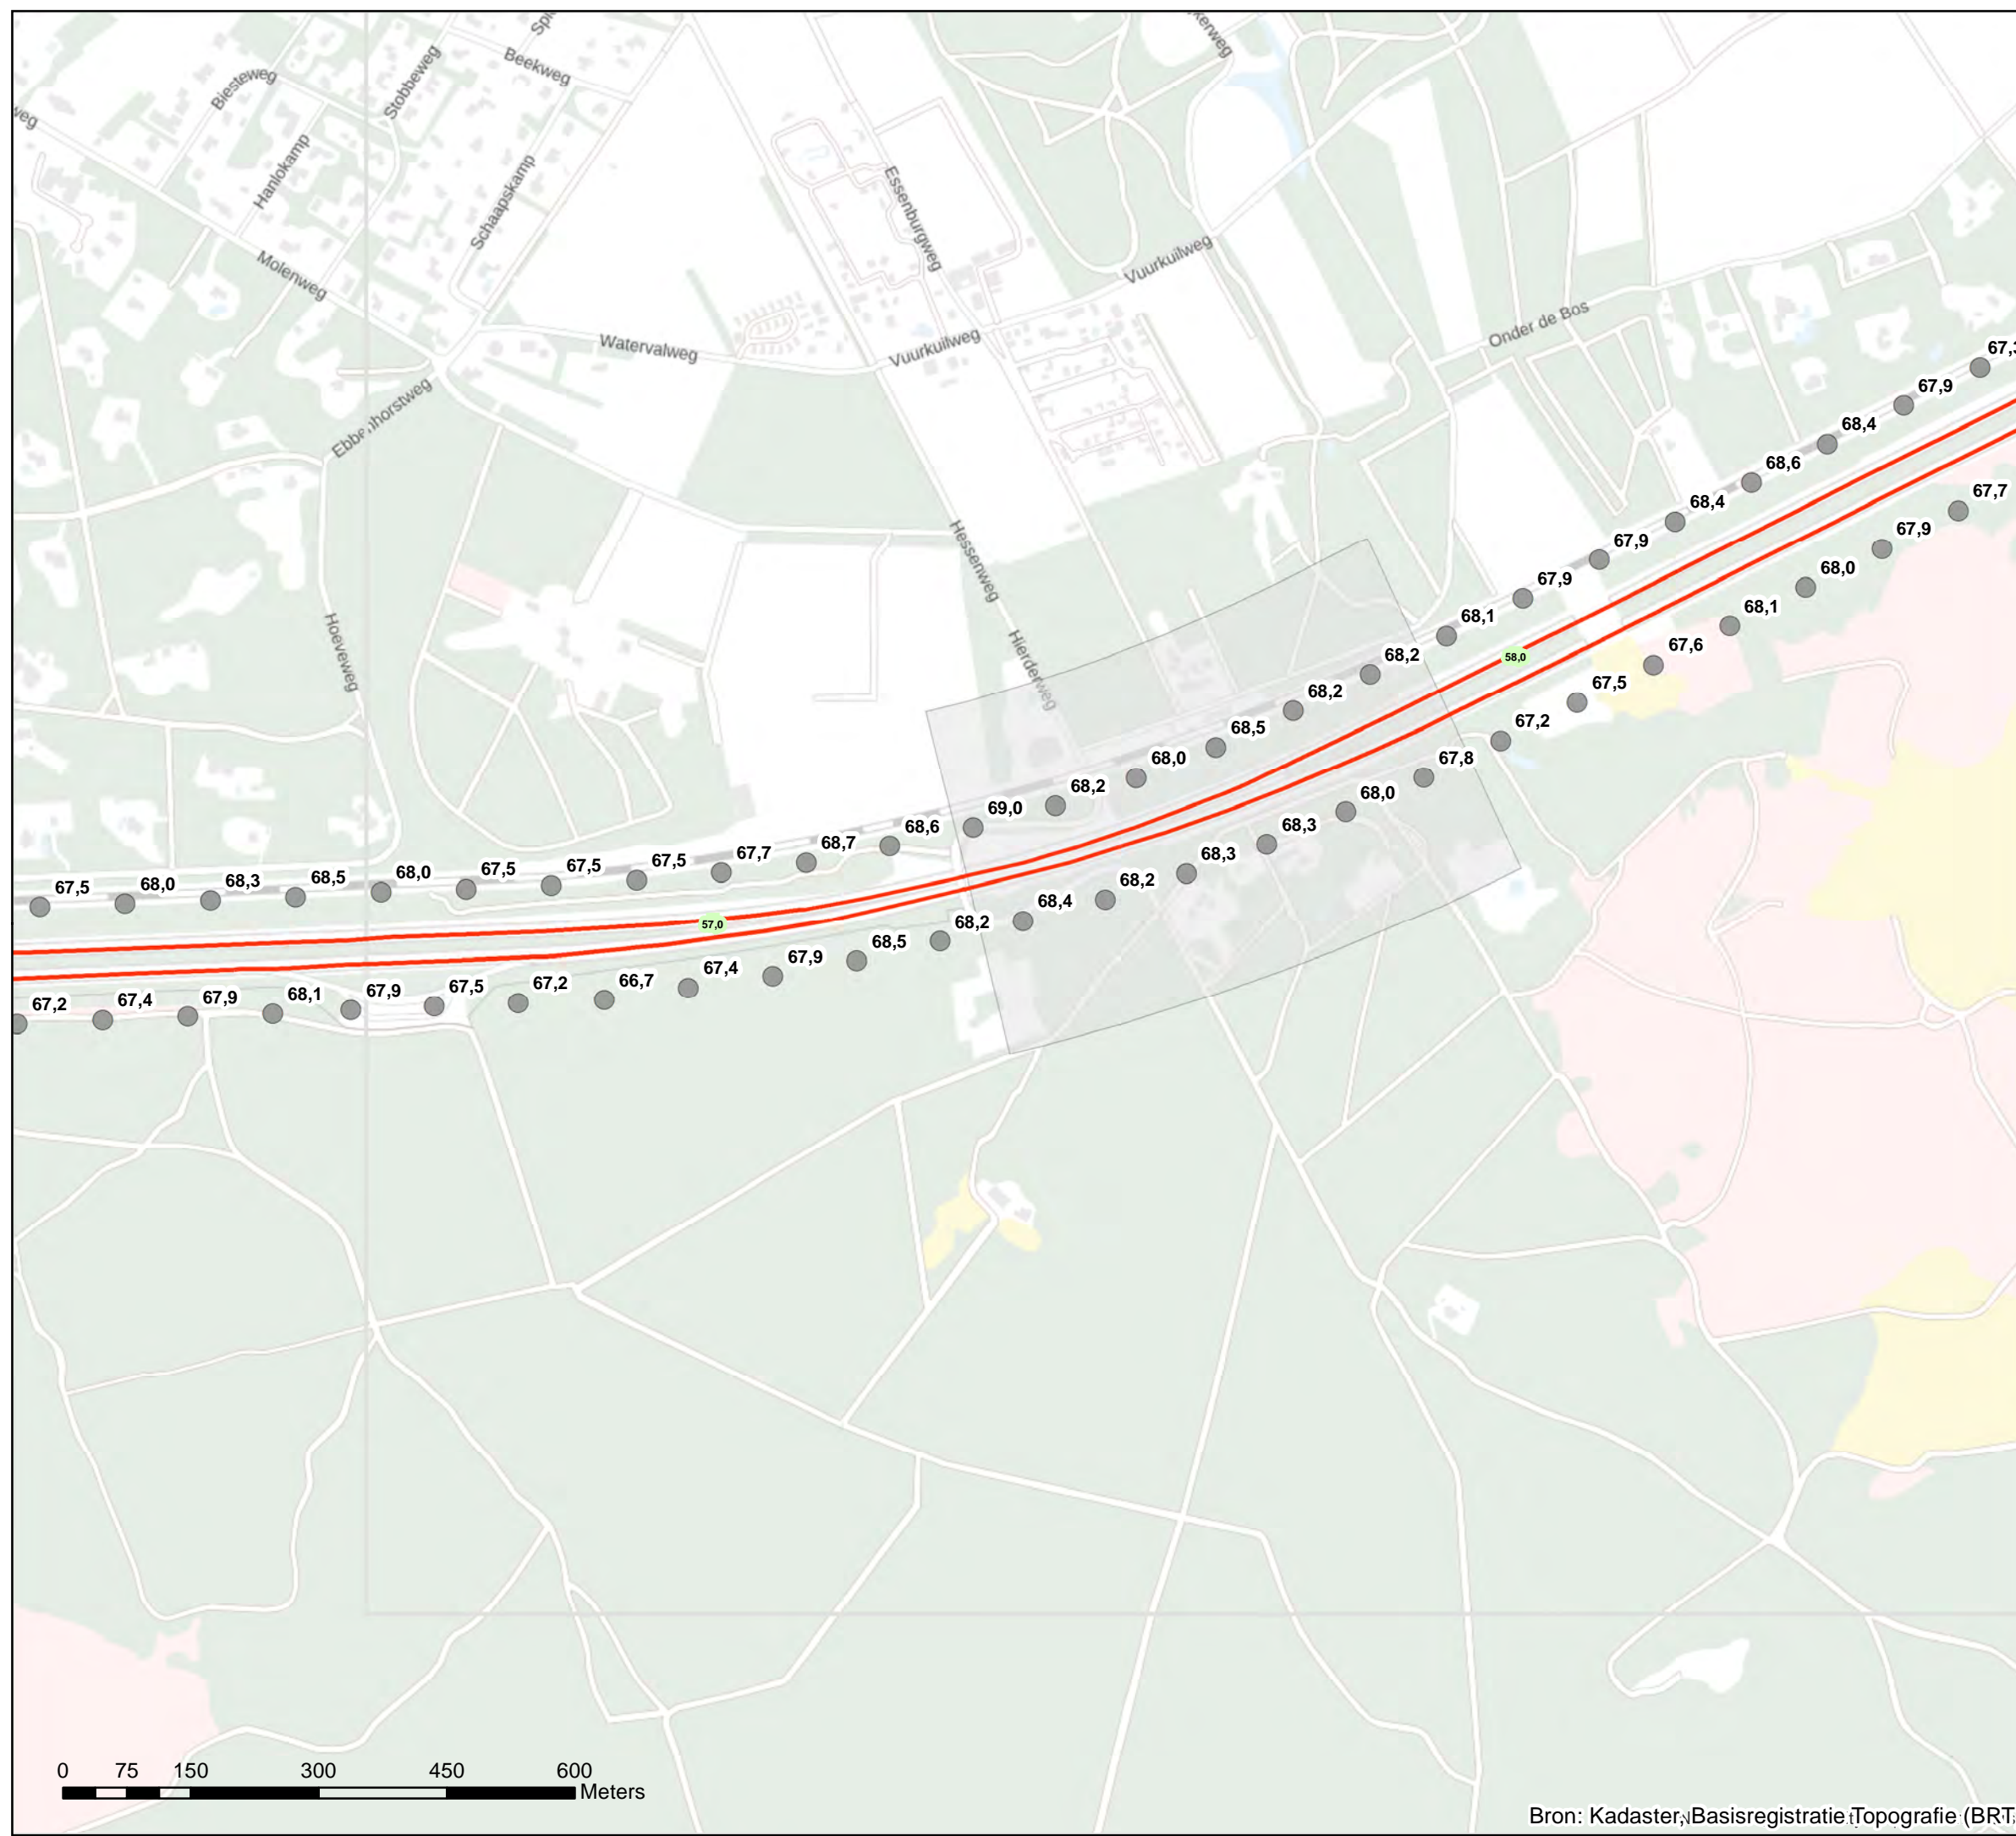 Beekweg
Biesteweg
Stobbeweg
weg
Hanlokamp
Schaapskamp
Essenburgweg
Molenweg
Vuurkuilweg
Watervalweg
Vuurkuilweg
Onder de Bos
Hessenweg
Hierderweg
Hoeveweg
67,9
68,4
68,6
68,4
67,9
67,9
68,1
68,2
68,2
68,5
68,0
68,2
69,0
68,6
68,7
67,7
67,5
67,5
67,5
68,0
68,5
68,3
68,0
67,5
58,0
57,0
67,7
67,9
68,0
68,1
67,6
67,5
67,2
67,8
68,0
68,3
68,3
68,2
68,4
68,2
68,5
67,9
67,4
66,7
67,2
67,5
67,9
68,1
67,9
67,4
67,2
0 75 150 300 450 600
Meters
Bron: Kadaster, Basisregistratie Topografie (BRT